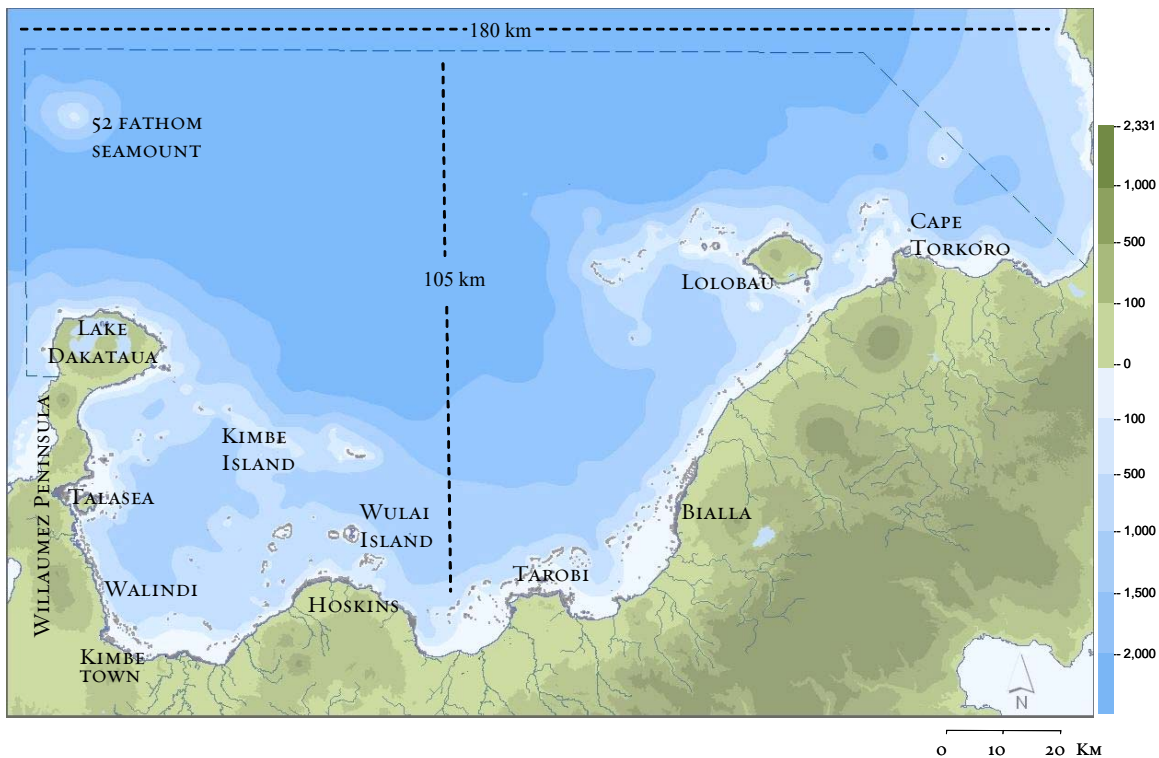 180 km
52 FATHOM
SEAMOUNT
2,331
1,000
CAPE
TORKORO
500
105 km
LOLOBAU
100
LAKE
DAKATAUA
0
100
WILLAUMEZ PENINSULA
KIMBE
ISLAND
500
TALASEA
WULAI
ISLAND
BIALLA
1,000
WALINDI
TAROBI
HOSKINS
1,500
KIMBE
TOWN
2,000
N
0 10 20 KM